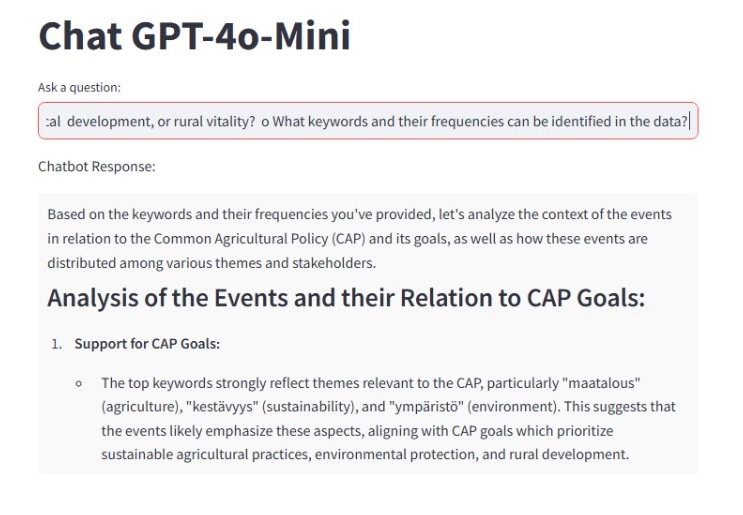 Chat GPT-4o-Mini
Ask a question:
:al development, or rural vitality? o What keywords and their frequencies can be identified in the data?
Chatbot Response:
Based on the keywords and their frequencies you've provided, let's analyze the context of the events
in relation to the Common Agricultural Policy (CAP) and its goals, as well as how these events are
distributed among various themes and stakeholders.
Analysis of the Events and their Relation to CAP Goals:
1. Support for CAP Goals:
o The top keywords strongly reflect themes relevant to the CAP, particularly "maatalous"
(agriculture), "kestävyys" (sustainability), and "ympäristö" (environment). This suggests that
the events likely emphasize these aspects, aligning with CAP goals which prioritize
sustainable agricultural practices, environmental protection, and rural development.